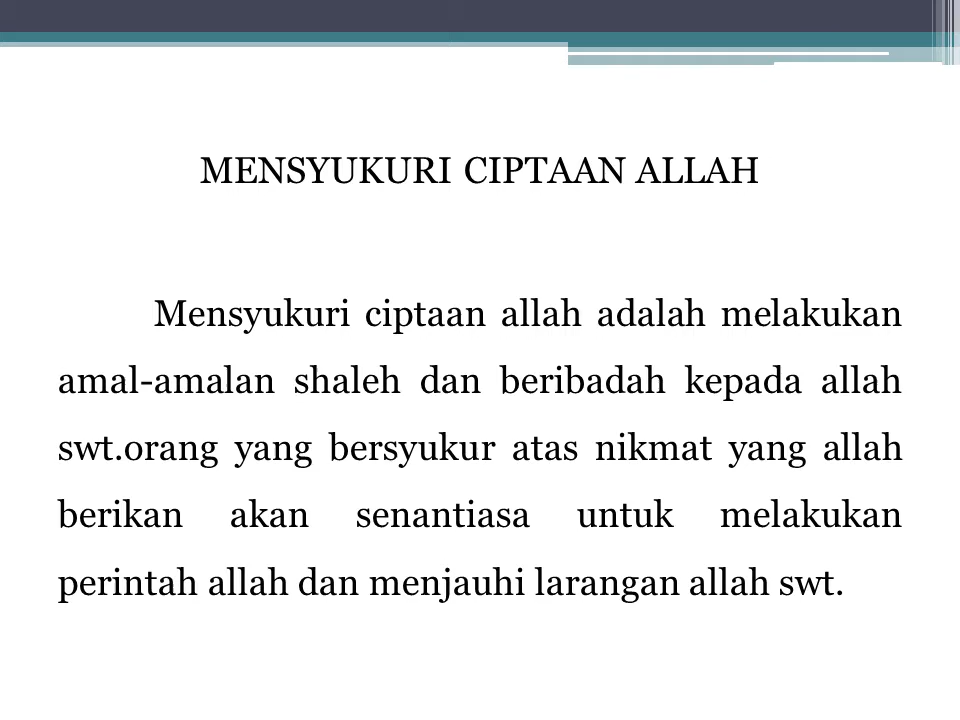 MENSYUKURI CIPTAAN ALLAH
Mensyukuri ciptaan allah adalah melakukan
amal-amalan shaleh dan beribadah kepada allah
swt.orang yang bersyukur atas nikmat yang allah
berikan akan senantiasa untuk melakukan
perintah allah dan menjauhi larangan allah swt.